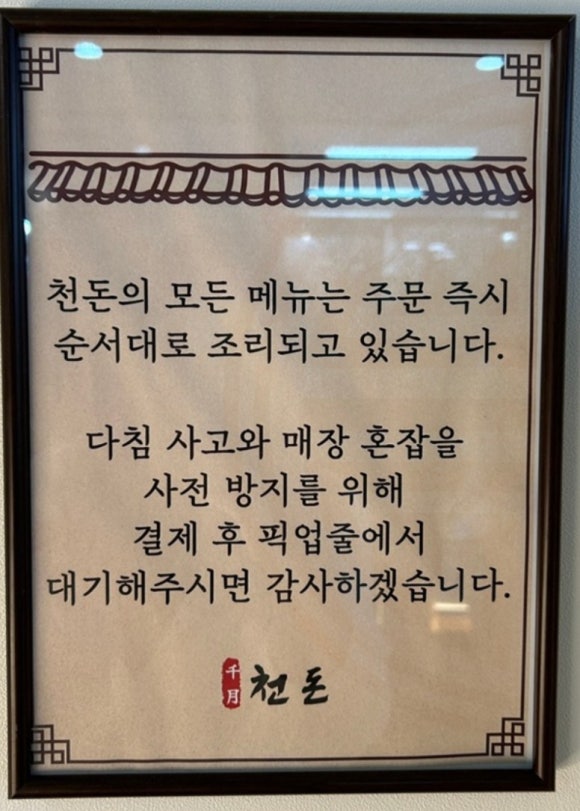 천돈의 모든 메뉴는 주문 즉시
순서대로 조리되고 있습니다.
다침 사고와 매장 혼잡을
사전 방지를 위해
결제 후 픽업줄에서
대기해주시면 감사하겠습니다.
千月 천돈